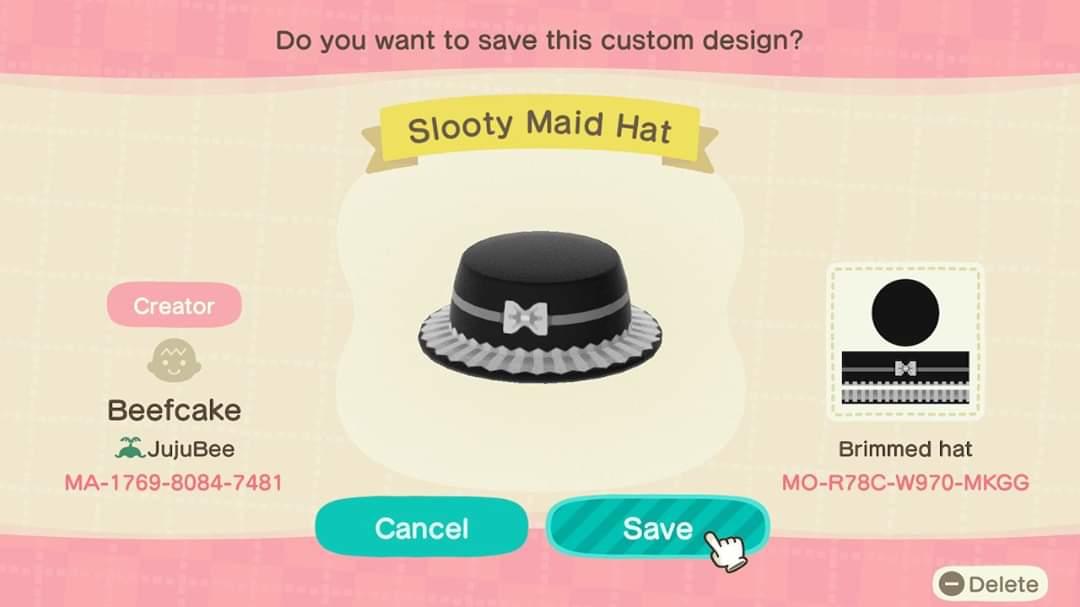 Do you want to save this custom design?
Slooty Maid Hat
Creator
Beefcake
JujuBee
MA-1769-8084-7481
Brimmed hat
MO-R78C-W970-MKGG
Cancel
Save
Delete